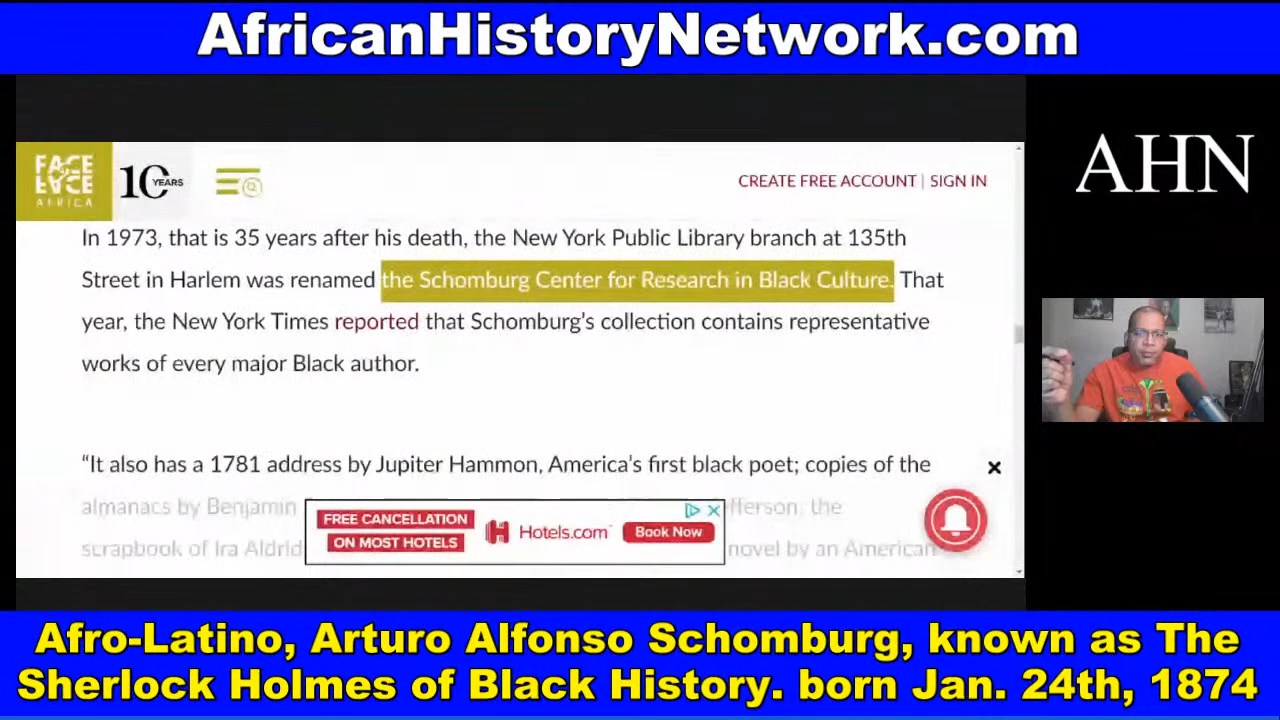 AfricanHistoryNetwork.com
FACE
2
FACE
AFRICA
10 YEARS
CREATE FREE ACCOUNT | SIGN IN
AHN
In 1973, that is 35 years after his death, the New York Public Library branch at 135th
Street in Harlem was renamed the Schomburg Center for Research in Black Culture. That
year, the New York Times reported that Schomburg's collection contains representative
works of every major Black author.
“It also has a 1781 address by Jupiter Hammon, America's first black poet; copies of the
almanacs by Benjamin
fferson, the
scrapbook of Ira Aldrid
novel by an American
FREE CANCELLATION
ON MOST HOTELS
Hotels.com
Book Now
Afro-Latino, Arturo Alfonso Schomburg, known as The
Sherlock Holmes of Black History. born Jan. 24th, 1874